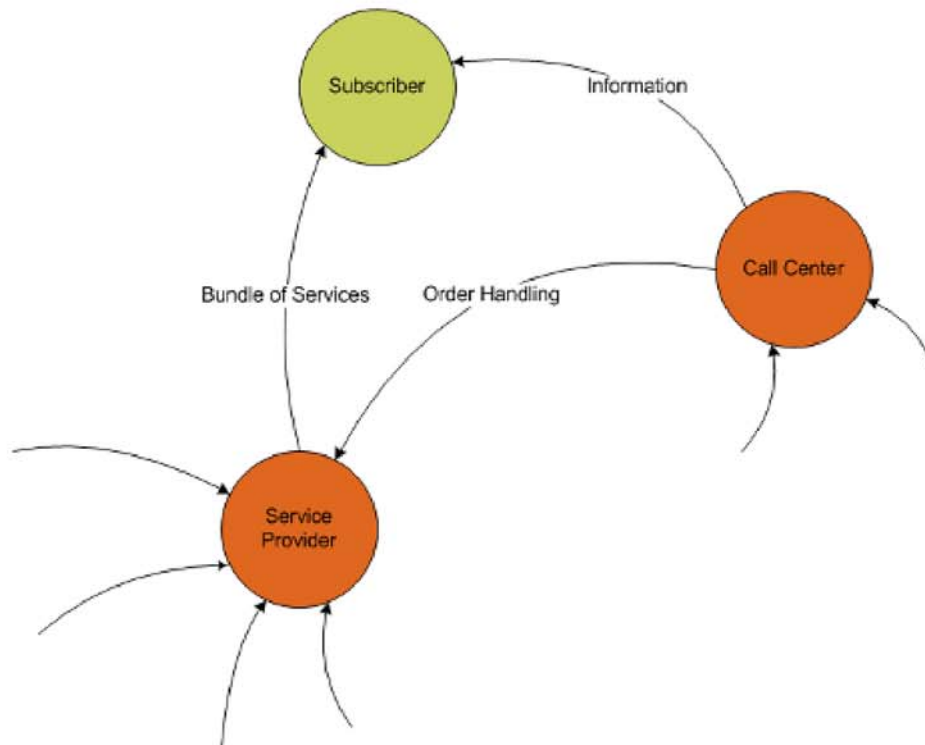 Subscriber
Information
Call Center
Bundle of Services
Order Handling
Service
Provider